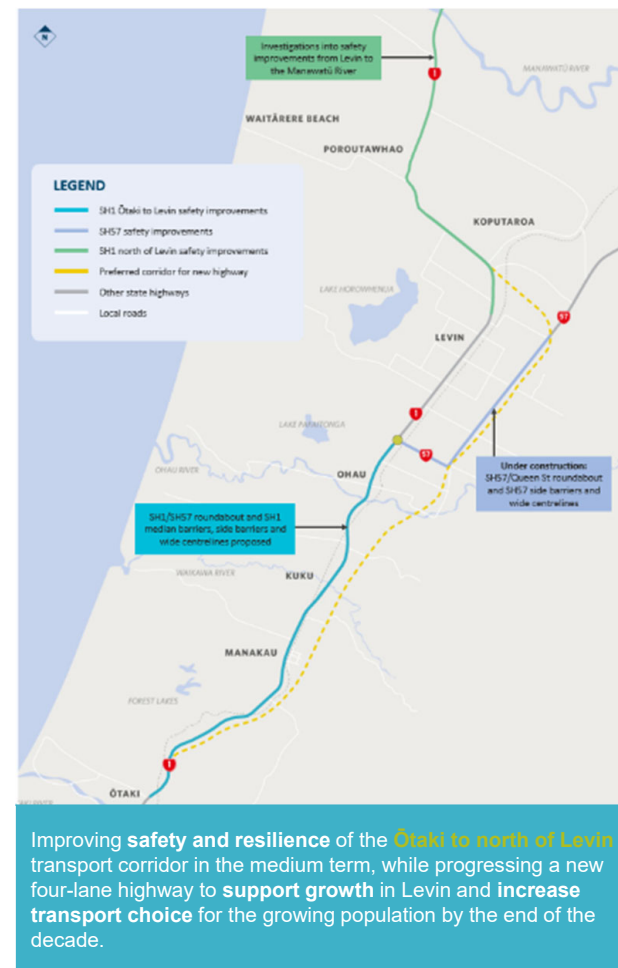 N
Investigations into safety
improvements from Levin to
the Manawatū River
1
MANAWATŪ RIVER
WAITĀRERE BEACH
POROUTAWHAO
LEGEND
SH1 Ōtaki to Levin safety improvements
SH57 safety improvements
SH1 north of Levin safety improvements
Preferred corridor for new highway
Other state highways
Local roads
KOPUTAROA
LAKE HOROWHENUA
57
LEVIN
1
LAKE PAPAITONGA
57
OHAU RIVER
OHAU
Under construction:
SH57/Queen St roundabout
and SH57 side barriers and
wide centrelines
SH1/SH57 roundabout and SH1
median barriers, side barriers and
wide centrelines proposed
WAIKAWA RIVER
KUKU
MANAKAU
FOREST LAKES
1
ŌTAKI
RIVER
Improving safety and resilience of the Ōtaki to north of Levin
transport corridor in the medium term, while progressing a new
four-lane highway to support growth in Levin and increase
transport choice for the growing population by the end of the
decade.